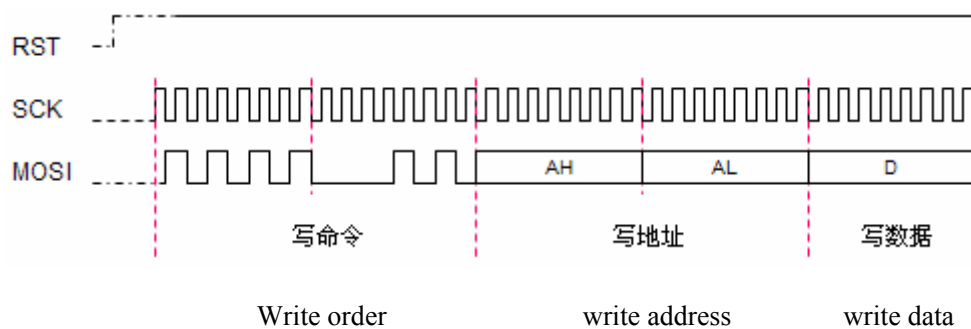 RST
SCK
MOSI AH AL D
写命令 写地址 写数据
Write order write address write data